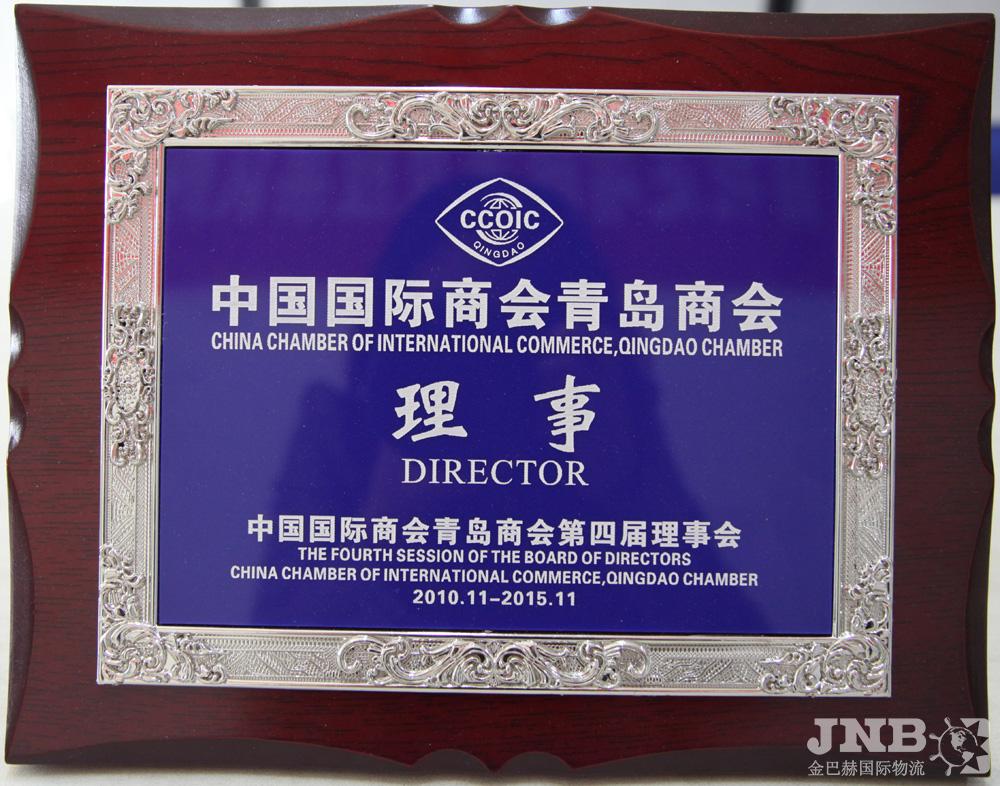 CCOIC
QINGDAO
中国国际商会青岛商会
CHINA CHAMBER OF INTERNATIONAL COMMERCE,QINGDAO CHAMBER
理 事
DIRECTOR
中国国际商会青岛商会第四届理事会
THE FOURTH SESSION OF THE BOARD OF DIRECTORS
CHINA CHAMBER OF INTERNATIONAL COMMERCE,QINGDAO CHAMBER
2010.11-2015.11
JNB
金巴赫国际物流